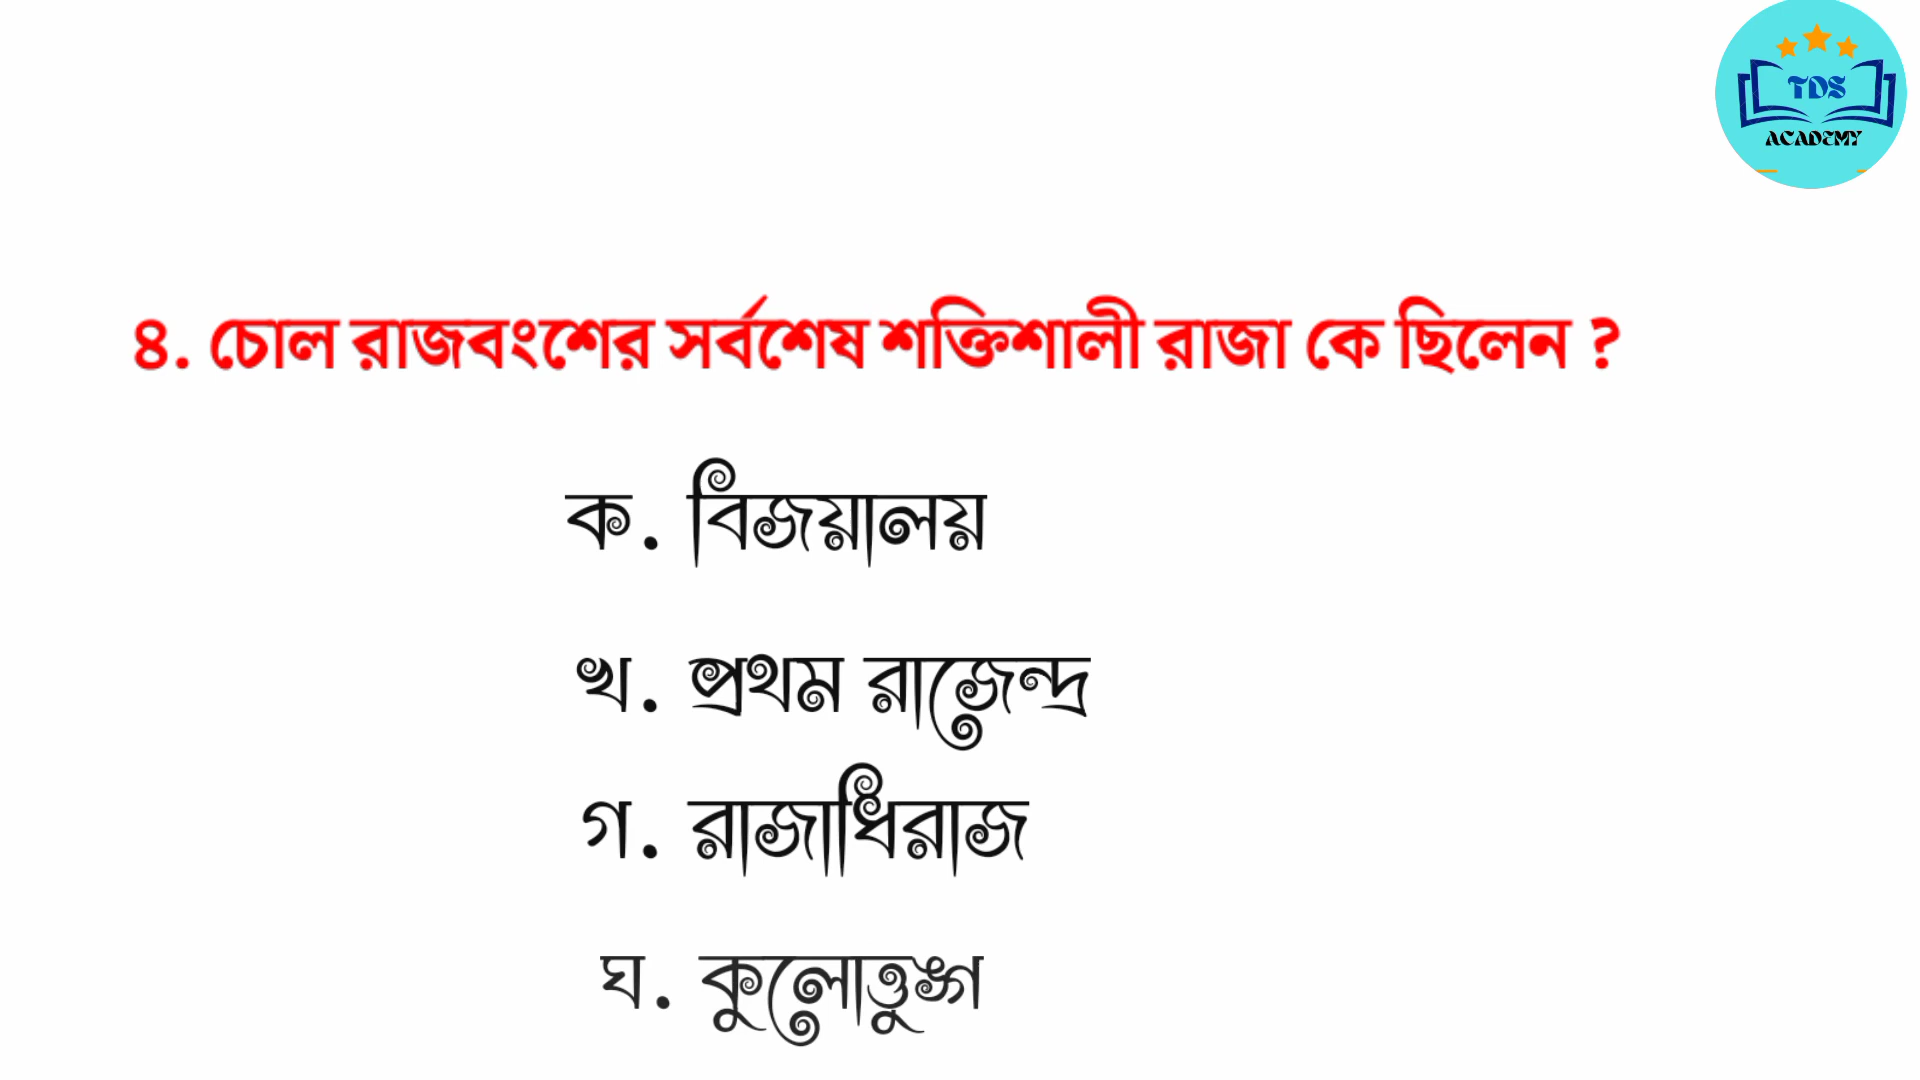 TDS
ACADEMY
৪. চোল রাজবংশের সর্বশেষ শক্তিশালী রাজা কে ছিলেন ?
ক. বিজয়ালয়
খ. প্রথম রাজেন্দ্র
গ. রাজাধিরাজ
ঘ. কুলোত্তুঙ্গ